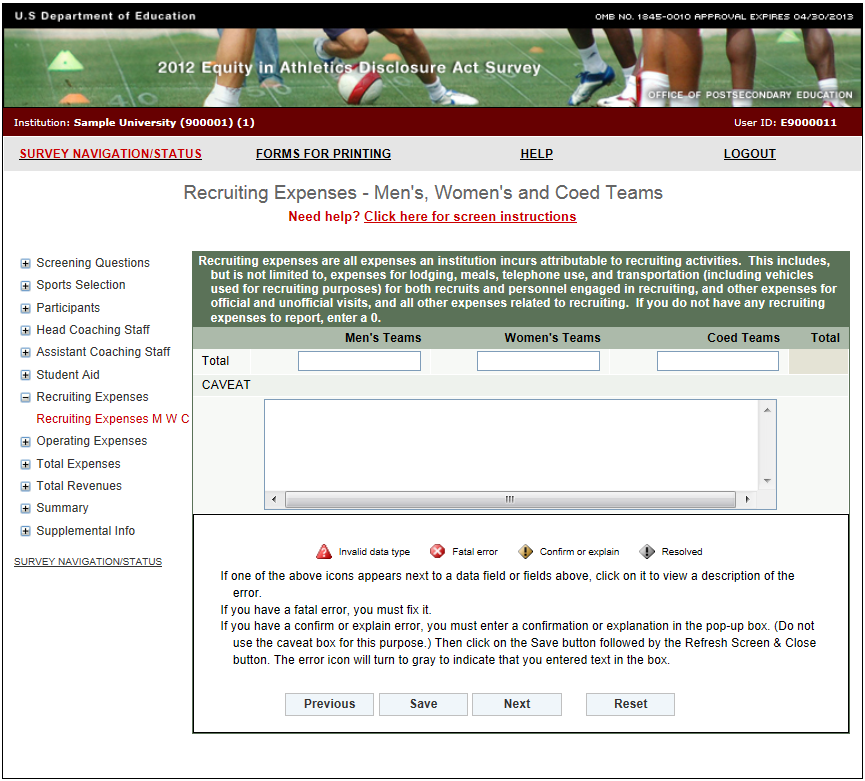 U.S Department of Education
OMB NO. 1845-0010 APPROVAL EXPIRES 04/30/2013
2012 Equity in Athletics Disclosure Act Survey
OFFICE OF POSTSECONDARY EDUCATION
Institution: Sample University (900001) (1)
User ID: E9000011
SURVEY NAVIGATION/STATUS
FORMS FOR PRINTING
HELP
LOGOUT
Recruiting Expenses - Men's, Women's and Coed Teams
Need help? Click here for screen instructions
Screening Questions
Sports Selection
Participants
Head Coaching Staff
Assistant Coaching Staff
Student Aid
Recruiting Expenses
Recruiting Expenses M W C
Operating Expenses
Total Expenses
Total Revenues
Summary
Supplemental Info
SURVEY NAVIGATION/STATUS
Recruiting expenses are all expenses an institution incurs attributable to recruiting activities. This includes,
but is not limited to, expenses for lodging, meals, telephone use, and transportation (including vehicles
used for recruiting purposes) for both recruits and personnel engaged in recruiting, and other expenses for
official and unofficial visits, and all other expenses related to recruiting. If you do not have any recruiting
expenses to report, enter a 0.
Men's Teams Women's Teams Coed Teams Total
Total
CAVEAT
Invalid data type Fatal error Confirm or explain Resolved
If one of the above icons appears next to a data field or fields above, click on it to view a description of the
error.
If you have a fatal error, you must fix it.
If you have a confirm or explain error, you must enter a confirmation or explanation in the pop-up box. (Do not
use the caveat box for this purpose.) Then click on the Save button followed by the Refresh Screen & Close
button. The error icon will turn to gray to indicate that you entered text in the box.
Previous Save Next Reset